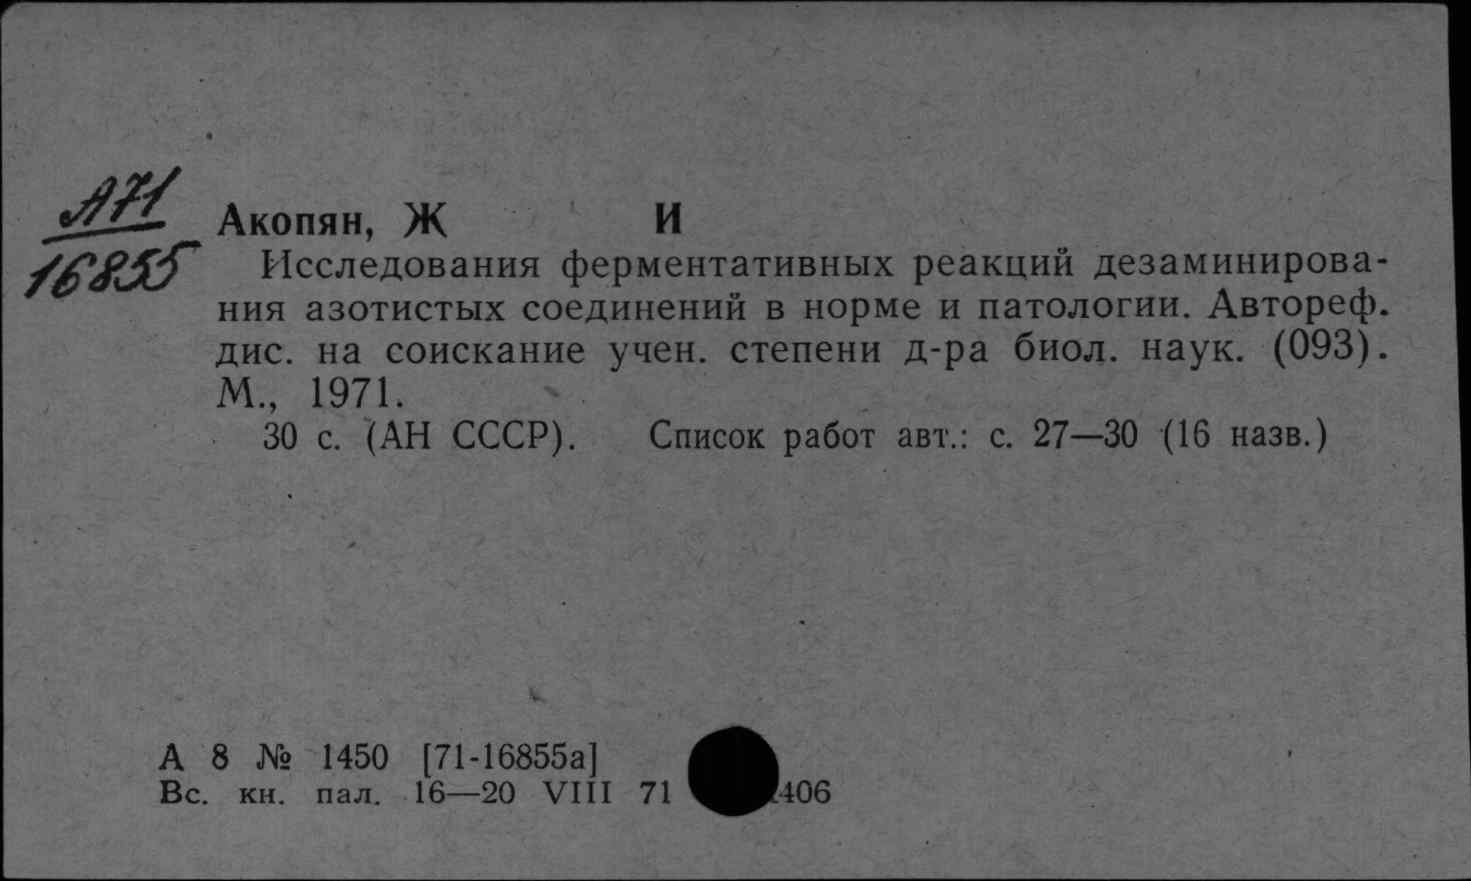 А71
16855
Акопян, Ж И
Исследования ферментативных реакций дезаминирова-
ния азотистых соединений в норме и патологии. Автореф.
дис. на соискание учен. степени д-ра биол. наук. (093).
М., 1971.
30 с. (АН СССР). Список работ авт.: с. 27—30 (16 назв.)
А 8 № 1450 [71-16855а]
Вс. кн. пал. 16—20 VIII 71 406